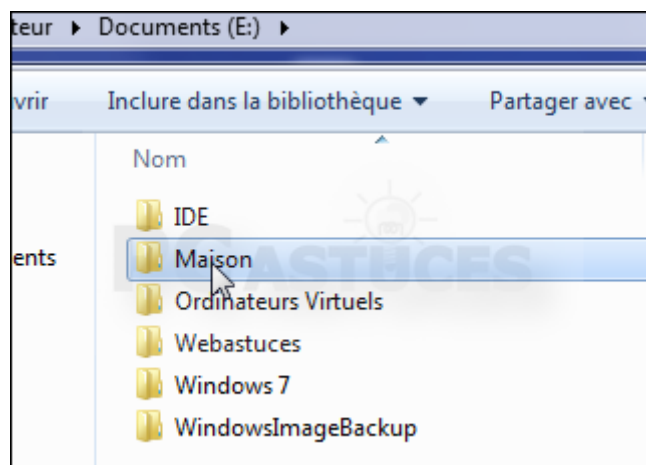 teur ▸ Documents (E:) ▸
vrir Inclure dans la bibliothèque ▾ Partager avec
Nom
IDE
ents Maison
PC ASTUCES
Ordinateurs Virtuels
Webastuces
Windows 7
WindowsImageBackup